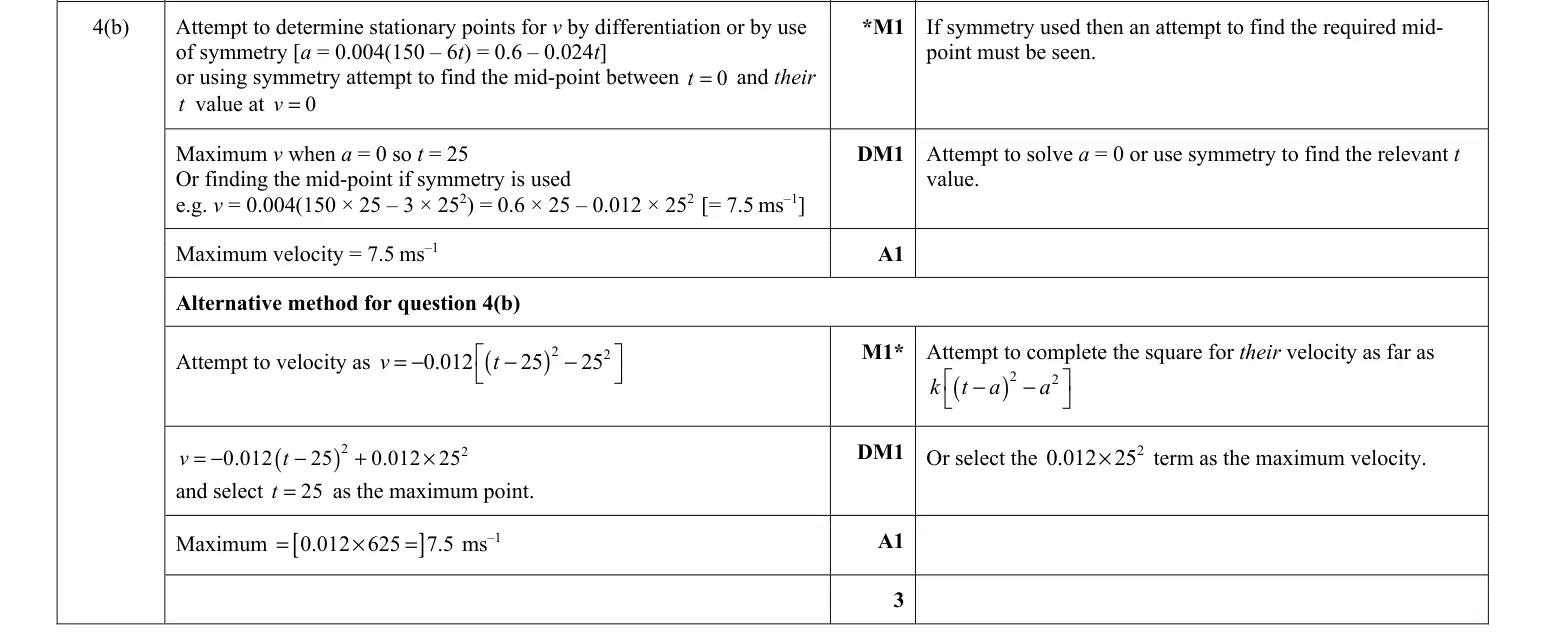 4(b)
Attempt to determine stationary points for v by differentiation or by use
of symmetry [a = 0.004(150 – 6t) = 0.6 – 0.024t]
or using symmetry attempt to find the mid-point between t = 0 and their
t value at v = 0
*M1
If symmetry used then an attempt to find the required mid-
point must be seen.
Maximum v when a = 0 so t = 25
Or finding the mid-point if symmetry is used
e.g. v = 0.004(150 × 25 – 3 × 25²) = 0.6 × 25 – 0.012 × 25² [= 7.5 ms⁻¹]
DM1
Attempt to solve a = 0 or use symmetry to find the relevant t
value.
Maximum velocity = 7.5 ms⁻¹
A1
Alternative method for question 4(b)
Attempt to velocity as v = −0.012[(t − 25)² − 25²]
M1*
Attempt to complete the square for their velocity as far as
k[(t − a)² − a²]
v = −0.012(t − 25)² + 0.012 × 25²
and select t = 25 as the maximum point.
DM1
Or select the 0.012 × 25² term as the maximum velocity.
Maximum = [0.012 × 625 =] 7.5 ms⁻¹
A1
3